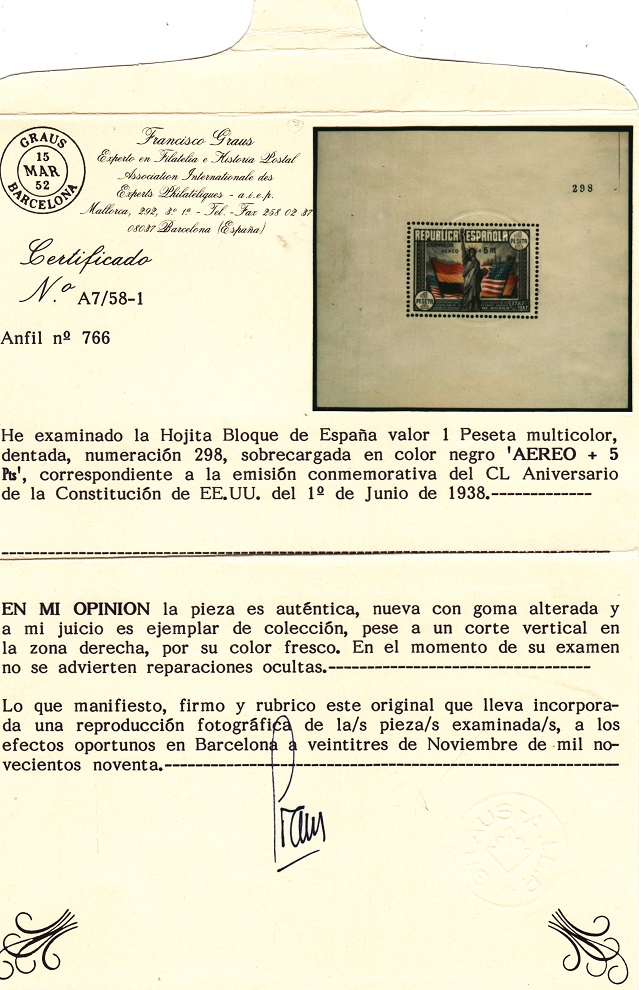 GRAUS
15
MAR
52
BARCELONA
Francisco Graus
Experto en Filatelia e Historia Postal
Association Internationale des
Experts Philatéliques - a.i.e.p.
Mallorca, 292, 3º 1ª - Tel. - Fax 258 02 37
08037 Barcelona (España)
Certificado
N.º A7/58-1
Anfil nº 766
298
REPUBLICA ESPAÑOLA
AEREO + 5 Pts
PESETA
PESETA
He examinado la Hojita Bloque de España valor 1 Peseta multicolor,
dentada, numeración 298, sobrecargada en color negro 'AEREO + 5
Pts', correspondiente a la emisión conmemorativa del CL Aniversario
de la Constitución de EE.UU. del 1º de Junio de 1938.-------------
EN MI OPINION la pieza es auténtica, nueva con goma alterada y
a mi juicio es ejemplar de colección, pese a un corte vertical en
la zona derecha, por su color fresco. En el momento de su examen
no se advierten reparaciones ocultas.----------------------------------
Lo que manifiesto, firmo y rubrico este original que lleva incorpora-
da una reproducción fotográfica de la/s pieza/s examinada/s, a los
efectos oportunos en Barcelona a veintitres de Noviembre de mil no-
vecientos noventa.------------------------------------------------------------
Graus
GRAUS-A.I.E.P.